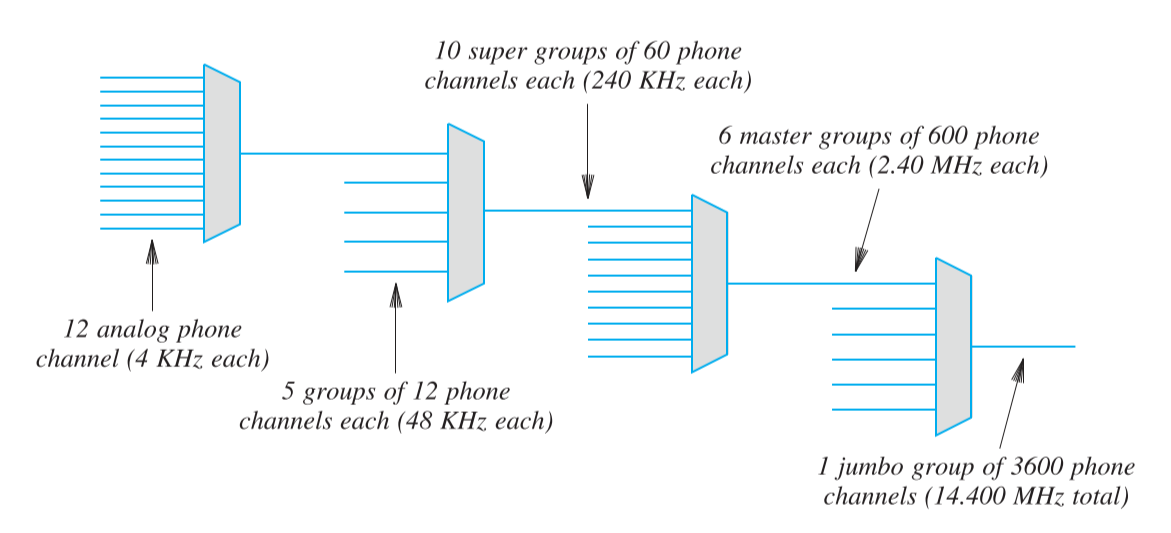 10 super groups of 60 phone
channels each (240 KHz each)
6 master groups of 600 phone
channels each (2.40 MHz each)
12 analog phone
channel (4 KHz each)
5 groups of 12 phone
channels each (48 KHz each)
1 jumbo group of 3600 phone
channels (14.400 MHz total)